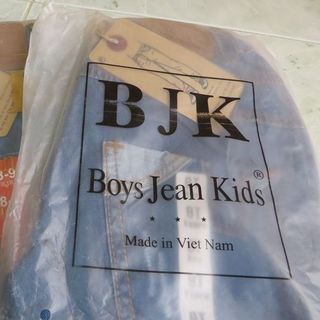 BJK
Boys Jean Kids ®
★ ★ ★
Made in Viet Nam